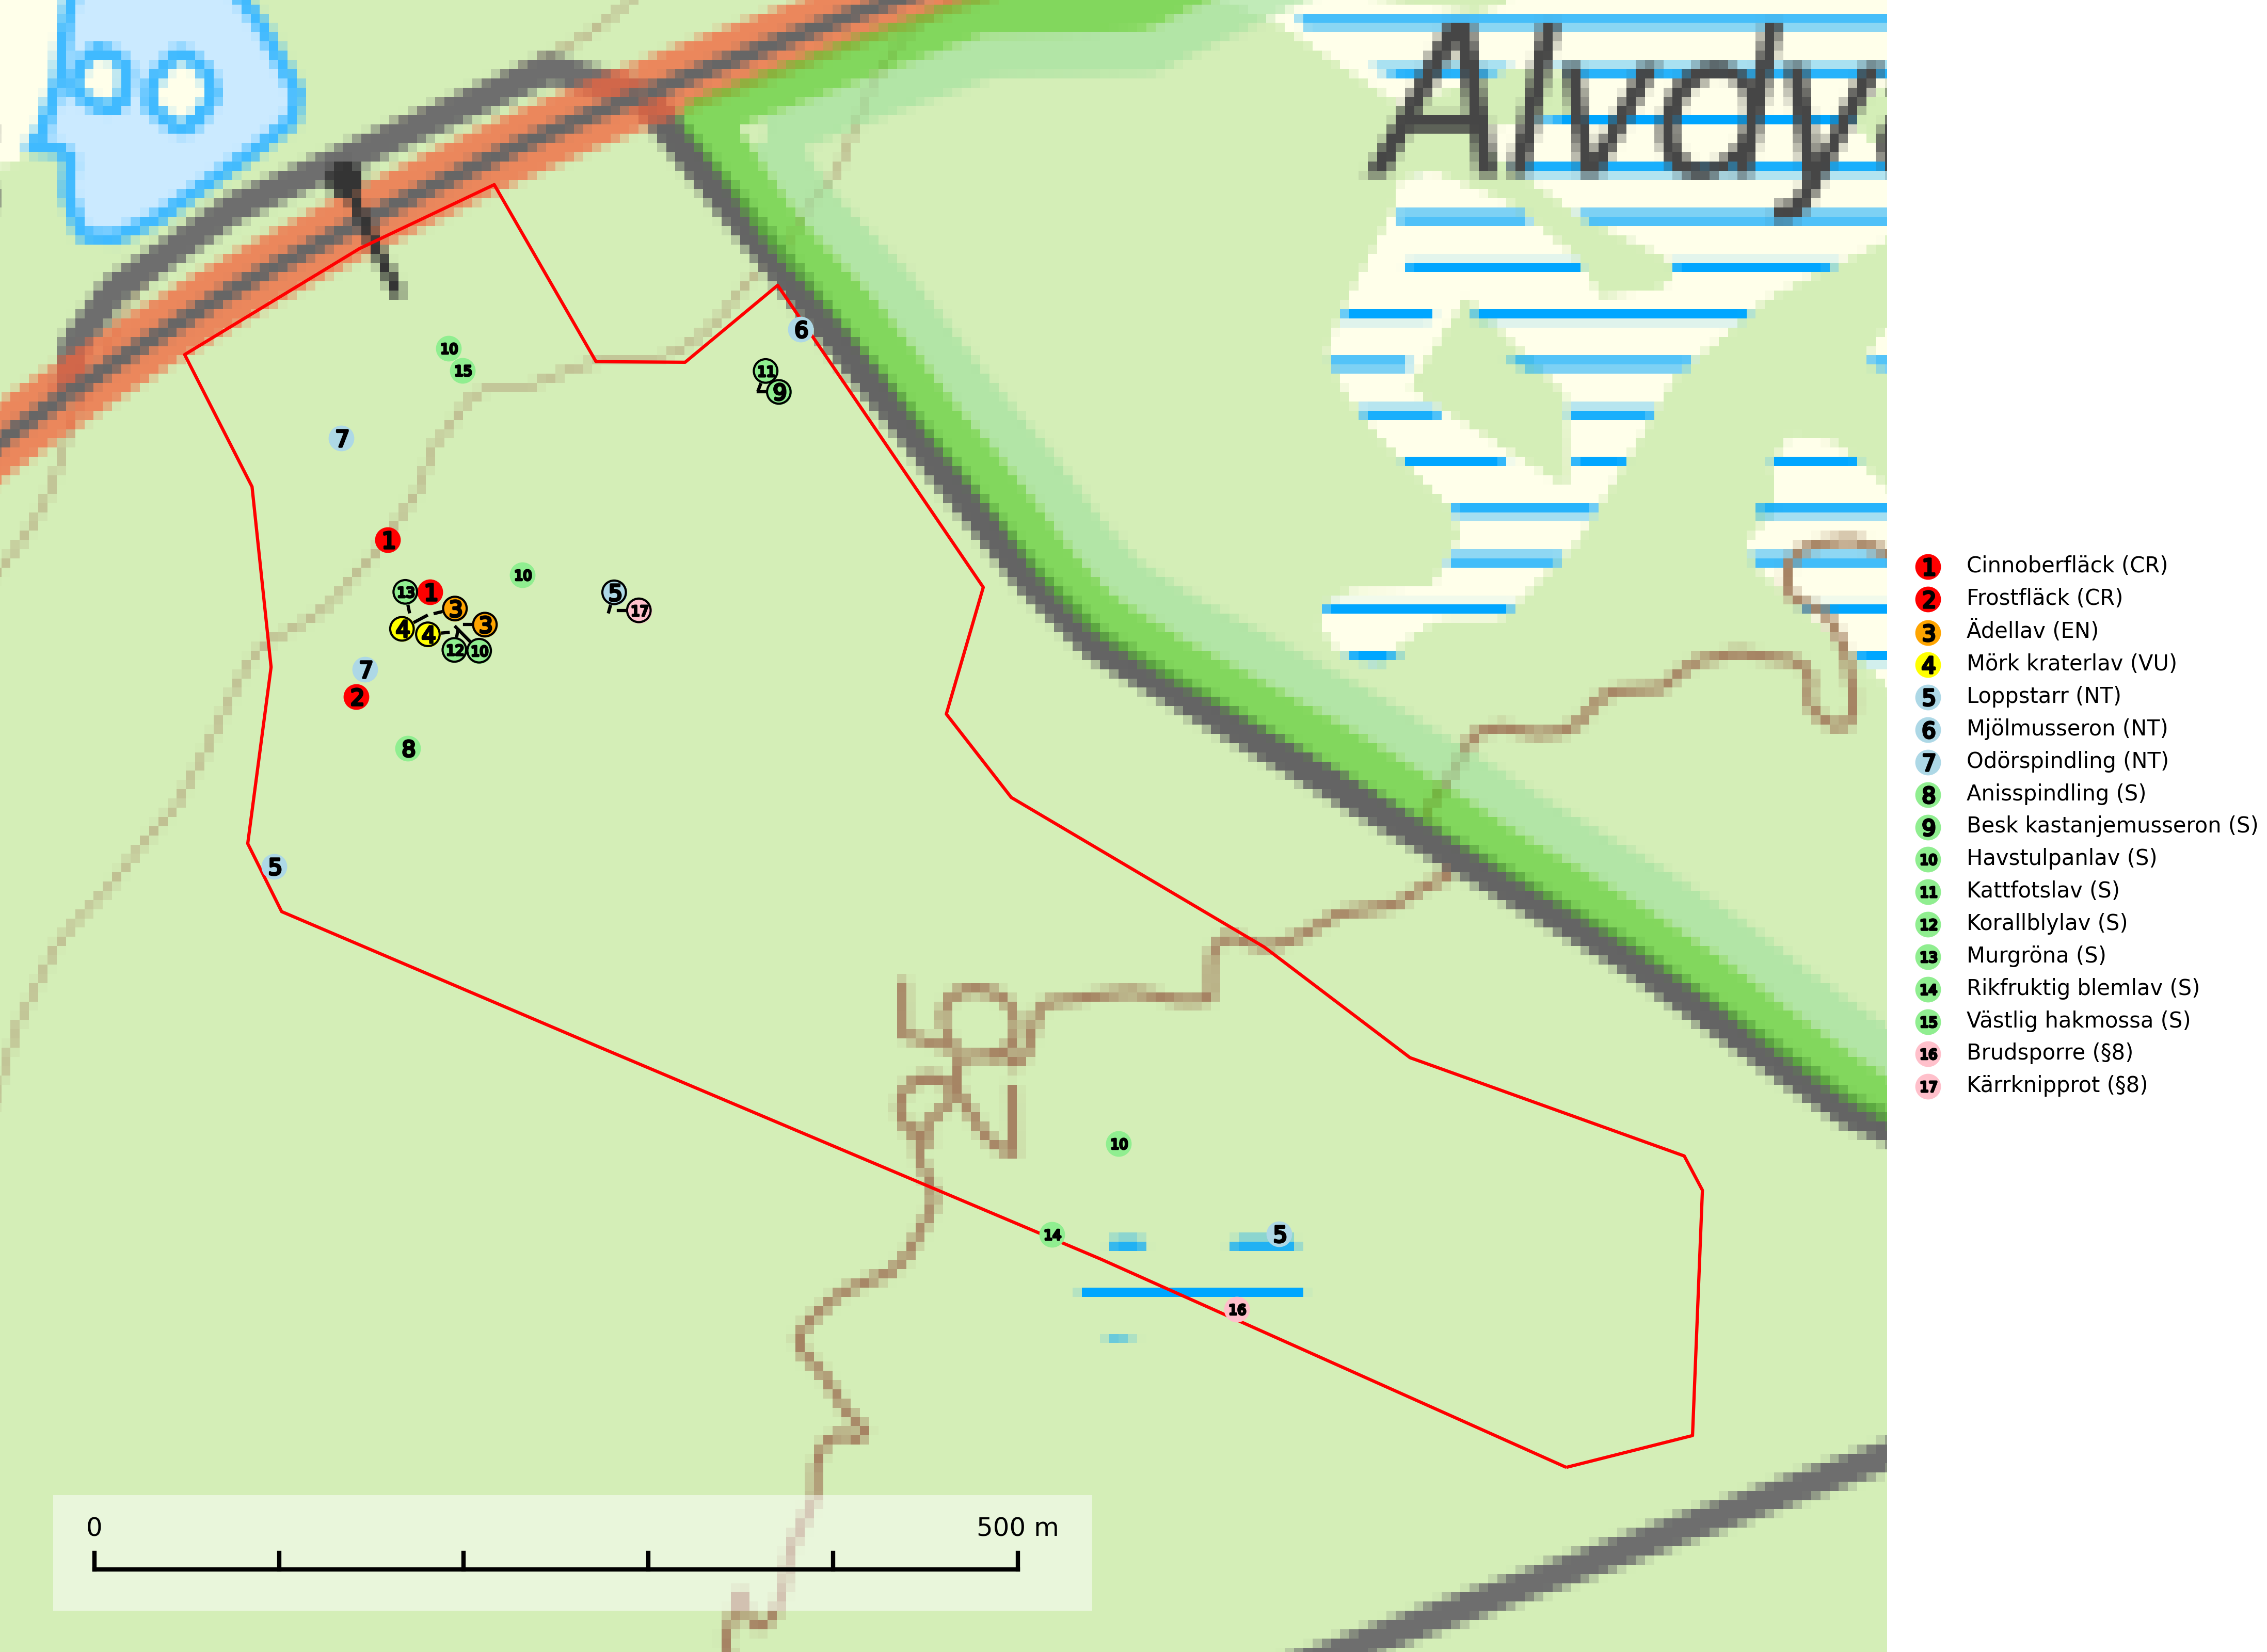 Alvdy
10
15
7
6
11
9
1
10
13 1 3
4 4 3
12 10
5 17
7
2
8
5
10
14
5
16
0 500 m
1 Cinnoberfläck (CR)
2 Frostfläck (CR)
3 Ädellav (EN)
4 Mörk kraterlav (VU)
5 Loppstarr (NT)
6 Mjölmusseron (NT)
7 Odörspindling (NT)
8 Anisspindling (S)
9 Besk kastanjemusseron (S)
10 Havstulpanlav (S)
11 Kattfotslav (S)
12 Korallblylav (S)
13 Murgröna (S)
14 Rikfruktig blemlav (S)
15 Västlig hakmossa (S)
16 Brudsporre (§8)
17 Kärrknipprot (§8)